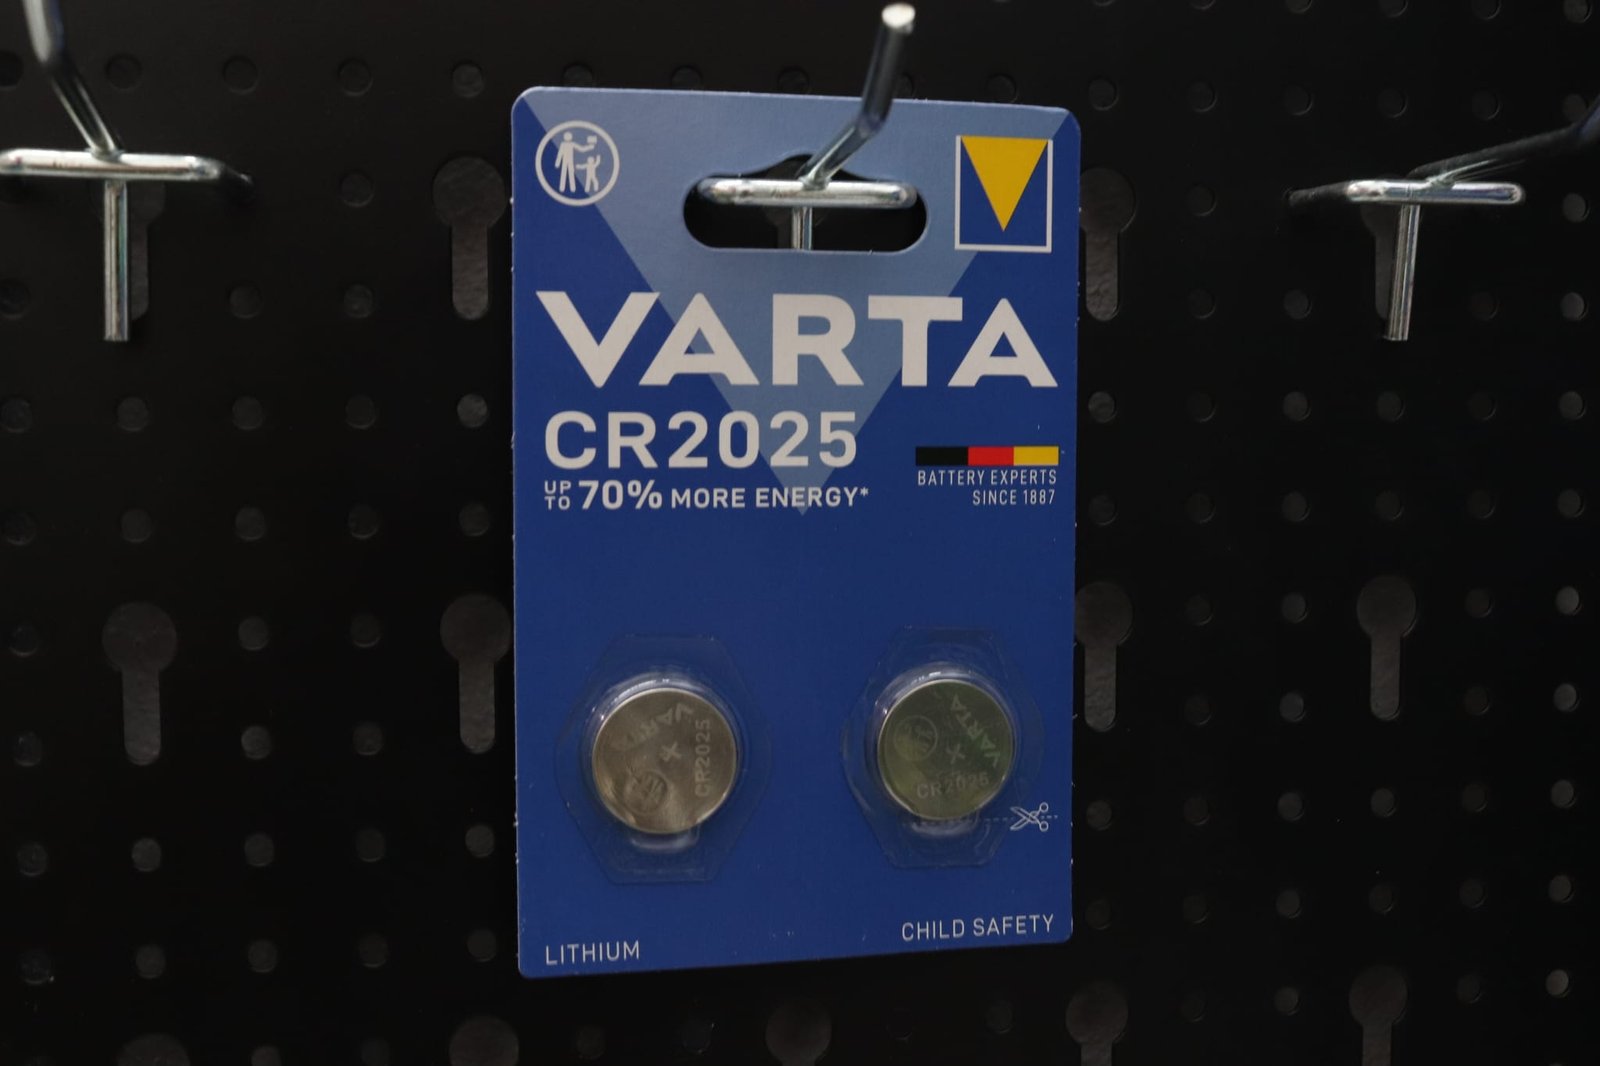 VARTA
CR2025
UP TO 70% MORE ENERGY*
BATTERY EXPERTS
SINCE 1887
VARTA
CR2025
VARTA
CR2025
LITHIUM
CHILD SAFETY